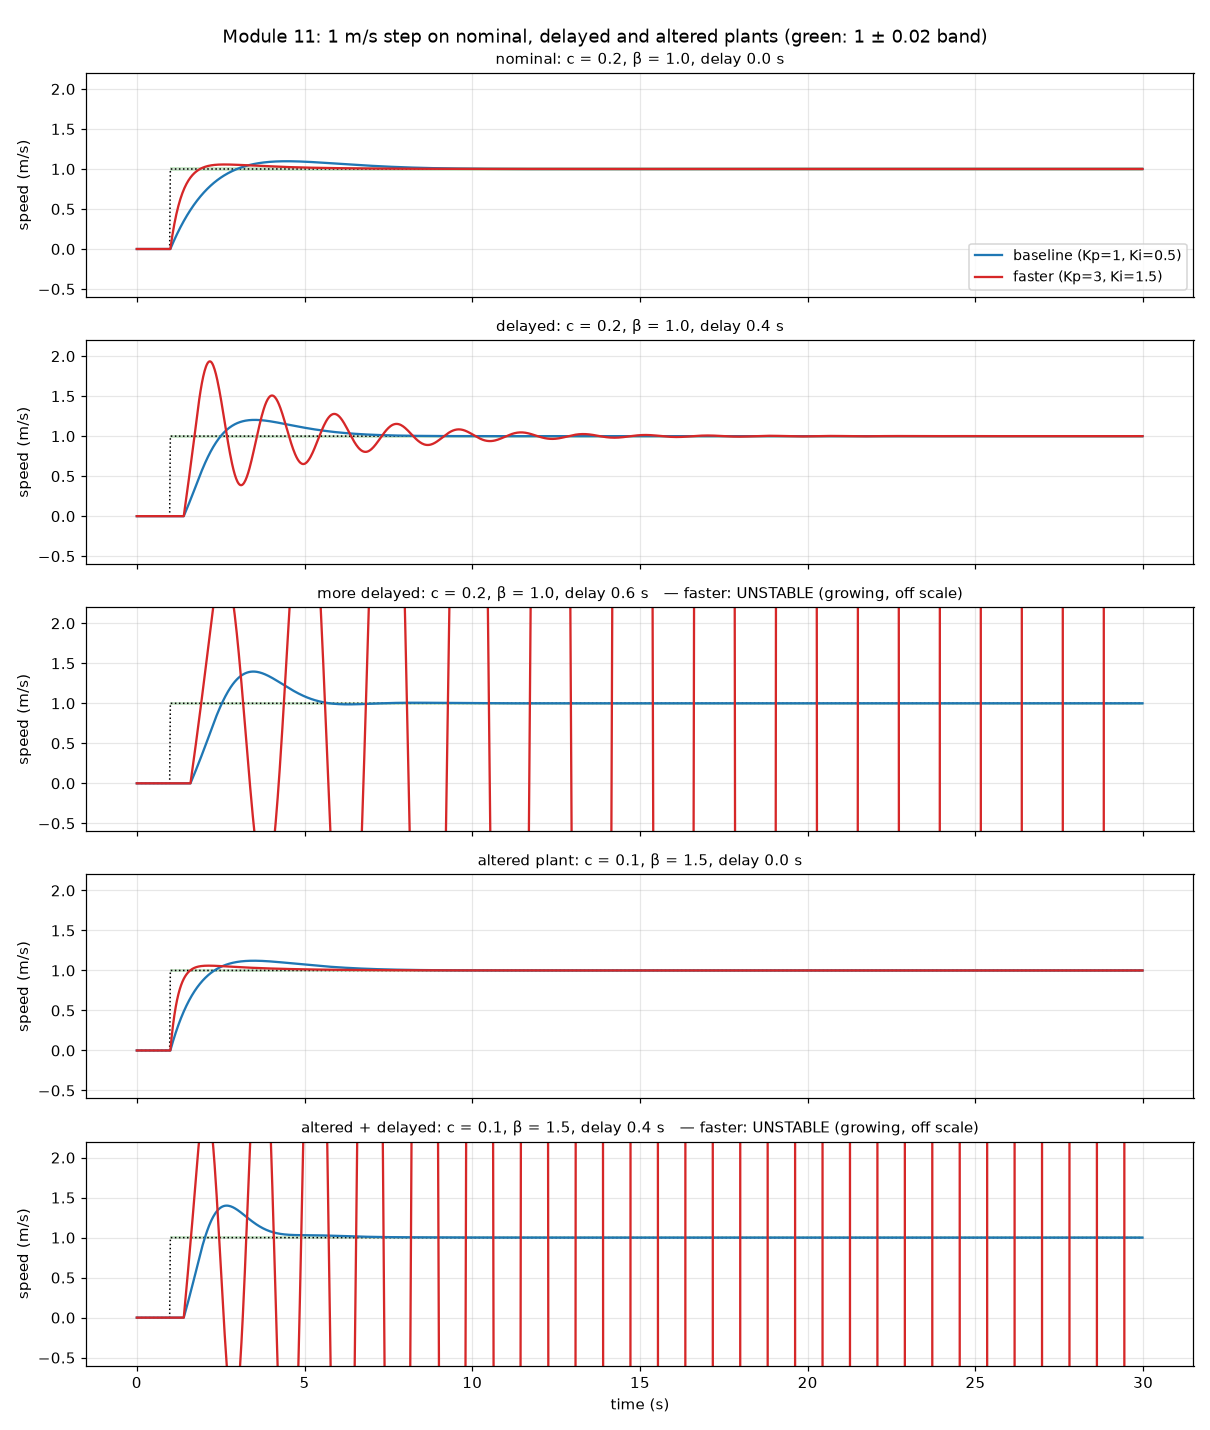 Module 11: 1 m/s step on nominal, delayed and altered plants (green: 1 ± 0.02 band)
nominal: c = 0.2, β = 1.0, delay 0.0 s
2.0
1.5
1.0
0.5
0.0
−0.5
speed (m/s)
baseline (Kp=1, Ki=0.5)
faster (Kp=3, Ki=1.5)
delayed: c = 0.2, β = 1.0, delay 0.4 s
2.0
1.5
1.0
0.5
0.0
−0.5
speed (m/s)
more delayed: c = 0.2, β = 1.0, delay 0.6 s — faster: UNSTABLE (growing, off scale)
2.0
1.5
1.0
0.5
0.0
−0.5
speed (m/s)
altered plant: c = 0.1, β = 1.5, delay 0.0 s
2.0
1.5
1.0
0.5
0.0
−0.5
speed (m/s)
altered + delayed: c = 0.1, β = 1.5, delay 0.4 s — faster: UNSTABLE (growing, off scale)
2.0
1.5
1.0
0.5
0.0
−0.5
speed (m/s)
0 5 10 15 20 25 30
time (s)